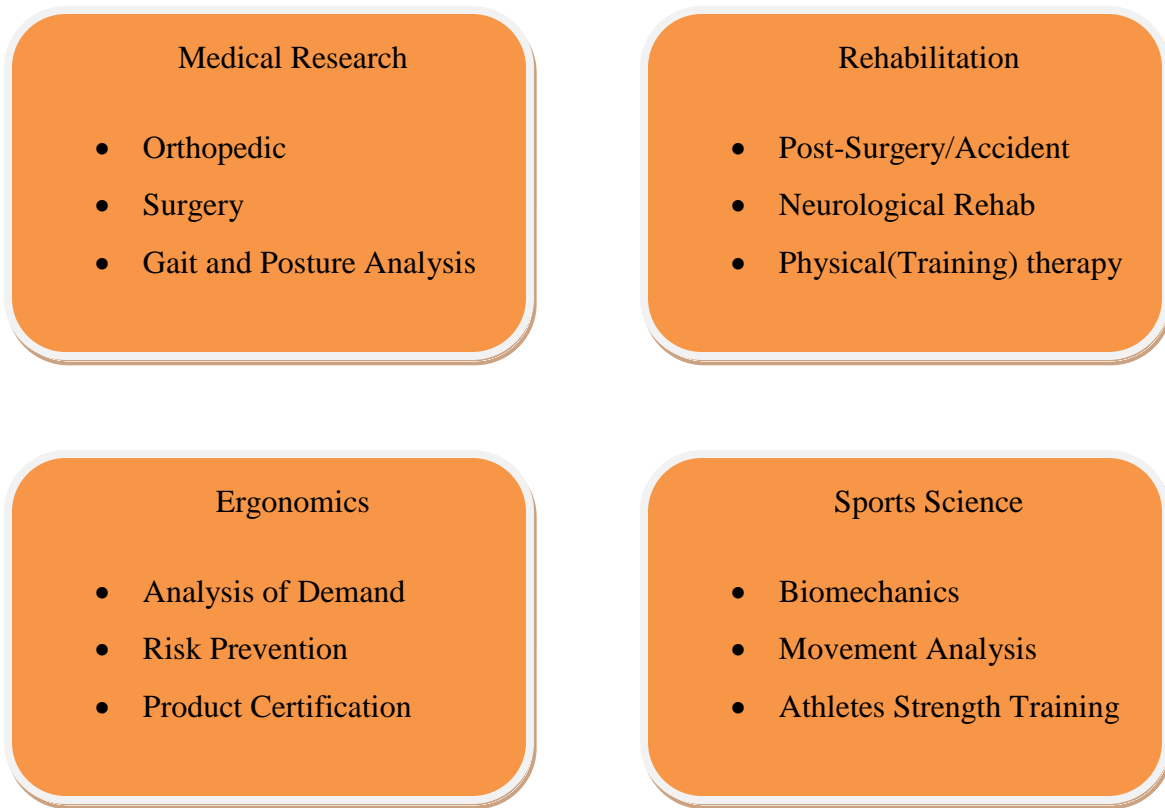 Medical Research
• Orthopedic
• Surgery
• Gait and Posture Analysis
Rehabilitation
• Post-Surgery/Accident
• Neurological Rehab
• Physical(Training) therapy
Ergonomics
• Analysis of Demand
• Risk Prevention
• Product Certification
Sports Science
• Biomechanics
• Movement Analysis
• Athletes Strength Training